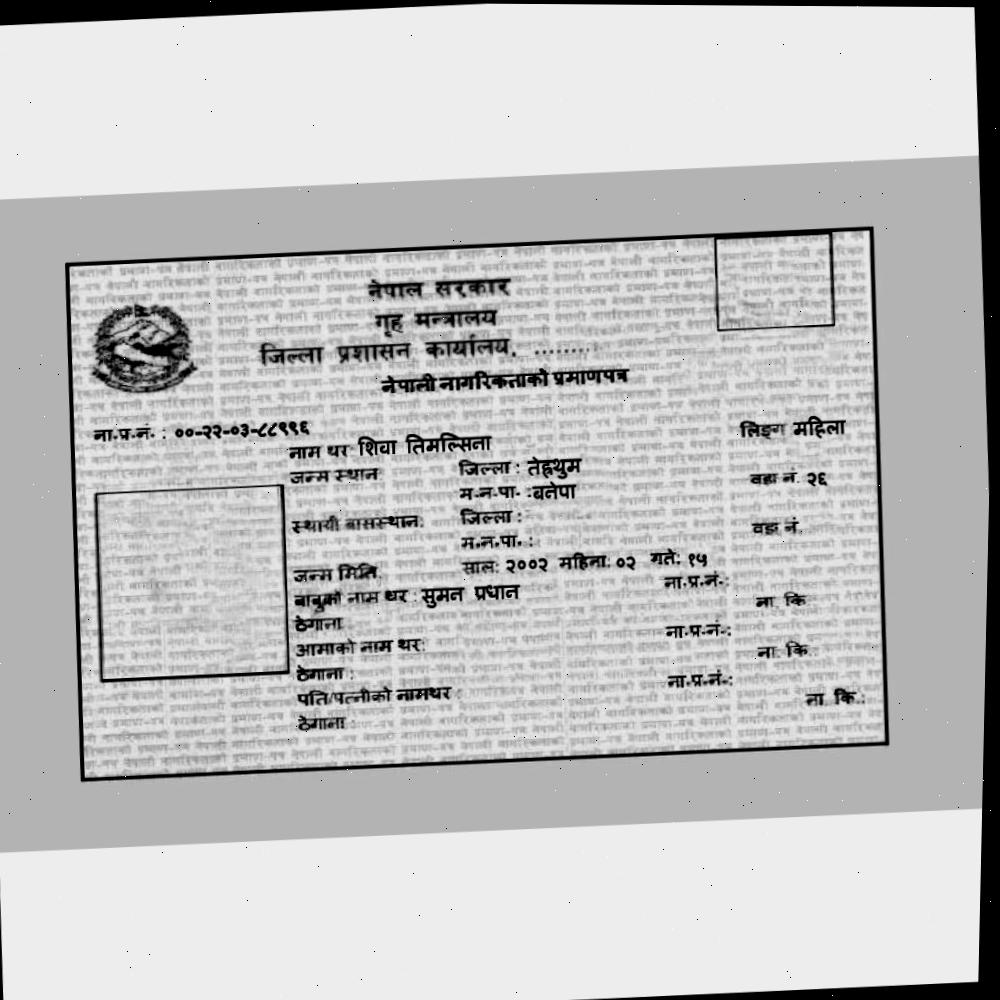 नेपाल सरकार
गृह मन्त्रालय
जिल्ला प्रशासन कार्यालय, .........
नेपाली नागरिकताको प्रमाणपत्र
ना.प्र.नं. : ००-२२-०३-८८९९६
लिङ्ग महिला
नाम थर शिवा तिमल्सिना
जन्म स्थान: जिल्ला : तेह्रथुम
म.न.पा. : बनेपा वडा नं. २६
स्थायी बासस्थान: जिल्ला :
म.न.पा. : वडा नं.
जन्म मिति: साल: २००२ महिना: ०२ गते: १५
बाबुको नाम थर : सुमन प्रधान ना.प्र.नं.:
ठेगाना ना. कि.
आमाको नाम थर: ना.प्र.नं.:
ठेगाना : ना. कि.:
पति/पत्नीको नामथर : ना.प्र.नं.:
ठेगाना : ना. कि.: